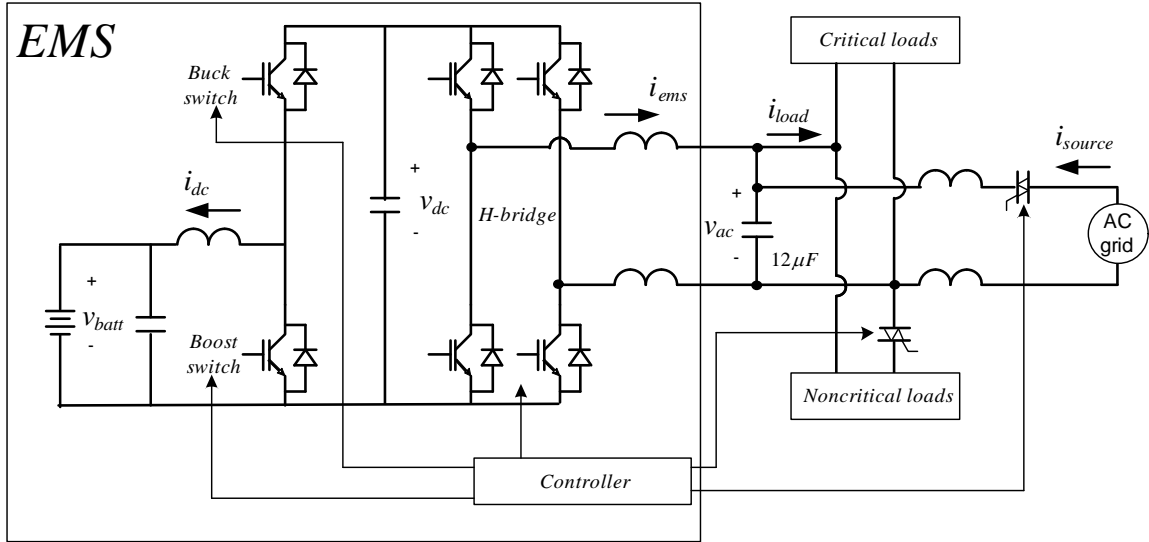 EMS
Critical loads
Buck
switch
i_ems
i_load
i_source
i_dc
+
v_dc
-
H-bridge
+
v_ac
-
12μF
AC
grid
+
v_batt
-
Boost
switch
Noncritical loads
Controller